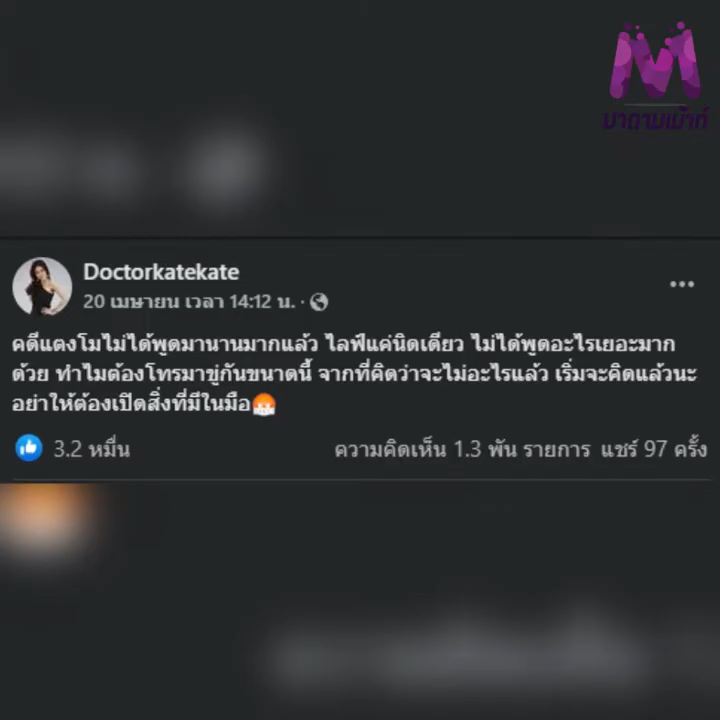 M
มาดามเม้าท์
Doctorkatekate
20 เมษายน เวลา 14:12 น. ·
คดีแตงโมไม่ได้พูดมานานมากแล้ว ไลฟ์แค่นิดเดียว ไม่ได้พูดอะไรเยอะมาก
ด้วย ทำไมต้องโทรมาขู่กันขนาดนี้ จากที่คิดว่าจะไม่อะไรแล้ว เริ่มจะคิดแล้วนะ
อย่าให้ต้องเปิดสิ่งที่มีในมือ😡
3.2 หมื่น ความคิดเห็น 1.3 พัน รายการ แชร์ 97 ครั้ง